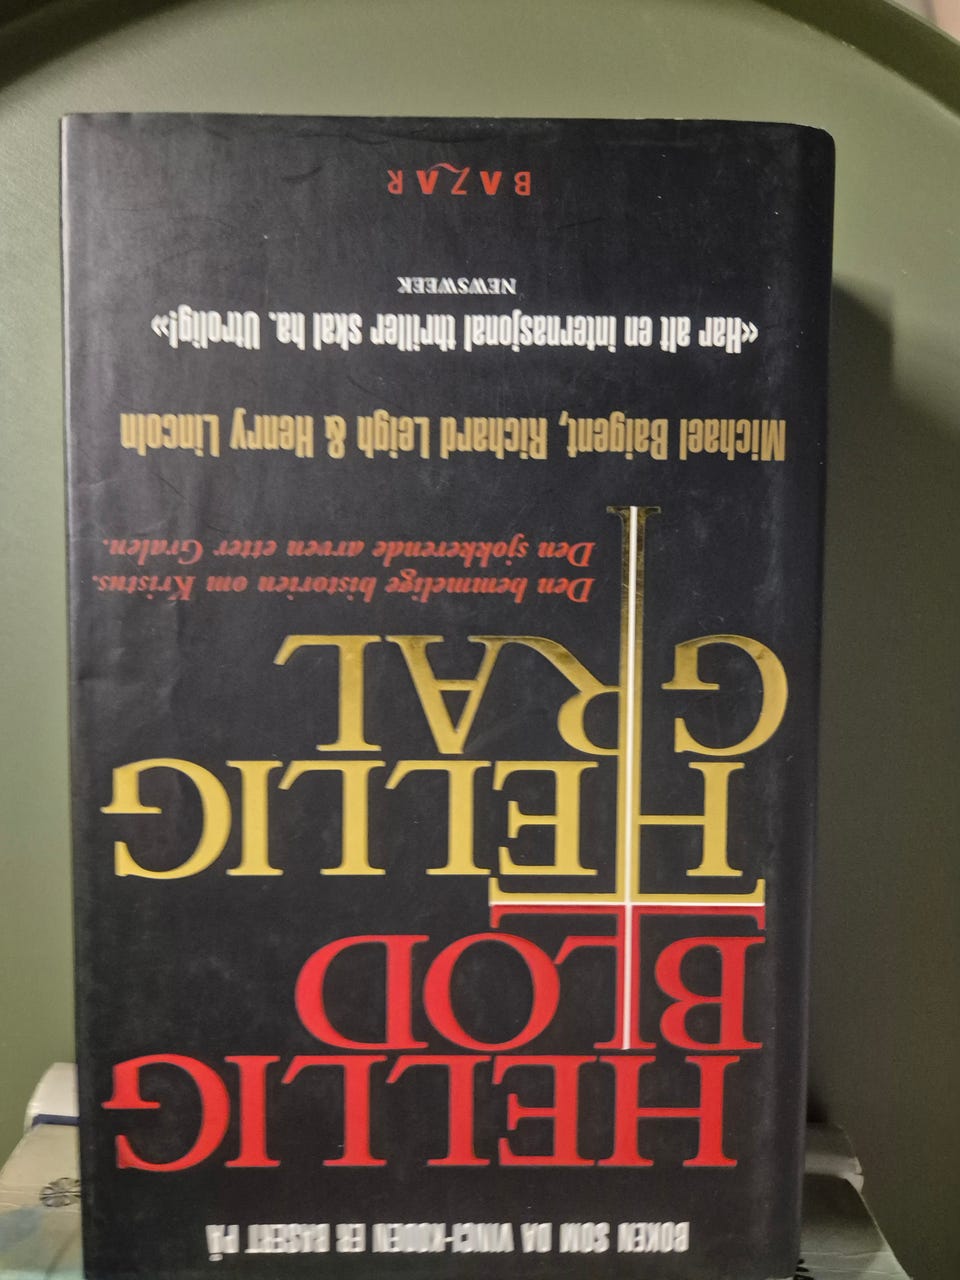 BOKEN SOM DA VINCI-KODEN ER BASERT PÅ
HELLIG
BLOD
HELLIG
GRAL
Den hemmelige historien om Kristus.
Den sjokkerende arven etter Gralen.
Michael Baigent, Richard Leigh & Henry Lincoln
«Har alt en internasjonal thriller skal ha. Utrolig!»
NEWSWEEK
BAZAR